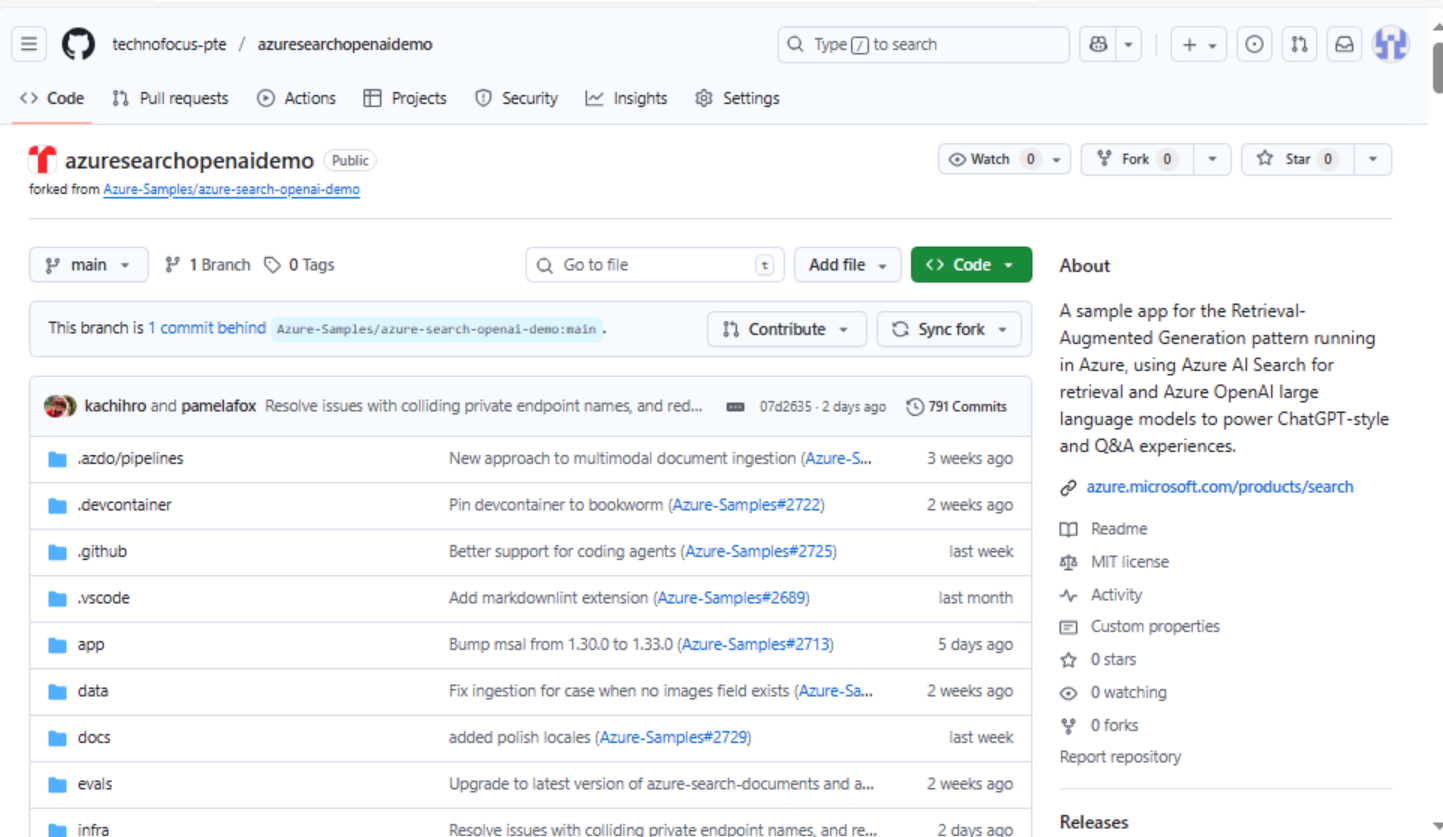 technofocus-pte / azuresearchopenaidemo
Type / to search
Code Pull requests Actions Projects Security Insights Settings
azuresearchopenaidemo Public
Watch 0 Fork 0 Star 0
forked from Azure-Samples/azure-search-openai-demo
main 1 Branch 0 Tags
Go to file t Add file Code
This branch is 1 commit behind Azure-Samples/azure-search-openai-demo:main .
Contribute Sync fork
kachihro and pamelafox Resolve issues with colliding private endpoint names, and red... 07d2635 · 2 days ago 791 Commits
.azdo/pipelines New approach to multimodal document ingestion (Azure-S... 3 weeks ago
.devcontainer Pin devcontainer to bookworm (Azure-Samples#2722) 2 weeks ago
.github Better support for coding agents (Azure-Samples#2725) last week
.vscode Add markdownlint extension (Azure-Samples#2689) last month
app Bump msal from 1.30.0 to 1.33.0 (Azure-Samples#2713) 5 days ago
data Fix ingestion for case when no images field exists (Azure-Sa... 2 weeks ago
docs added polish locales (Azure-Samples#2729) last week
evals Upgrade to latest version of azure-search-documents and a... 2 weeks ago
infra Resolve issues with colliding private endpoint names, and re... 2 days ago
About
A sample app for the Retrieval-
Augmented Generation pattern running
in Azure, using Azure AI Search for
retrieval and Azure OpenAI large
language models to power ChatGPT-style
and Q&A experiences.
azure.microsoft.com/products/search
Readme
MIT license
Activity
Custom properties
0 stars
0 watching
0 forks
Report repository
Releases